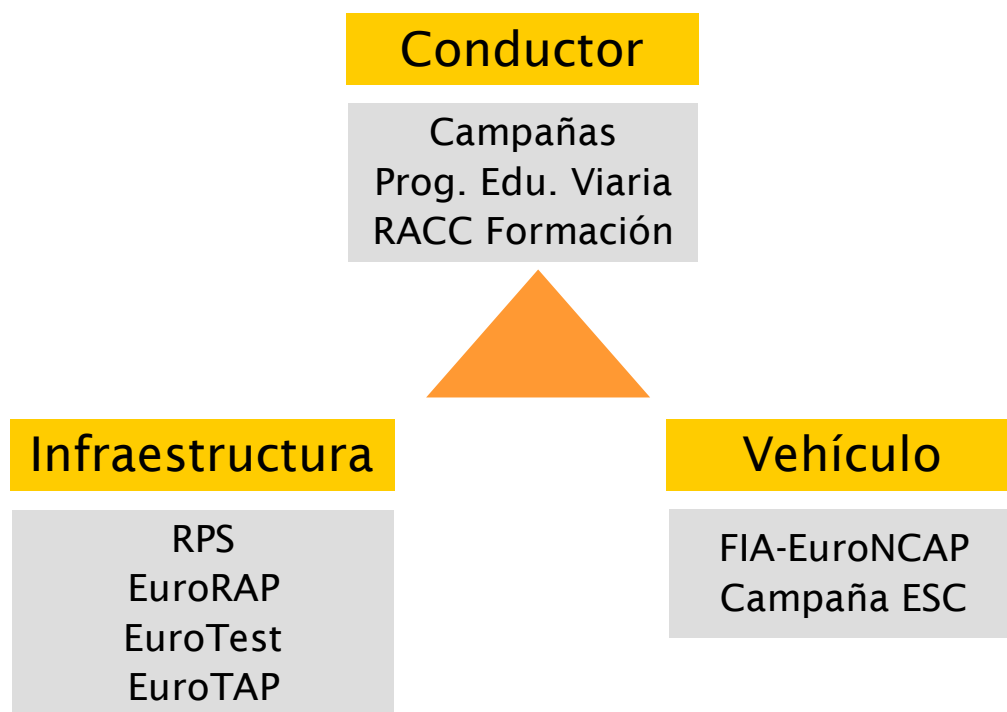 Conductor
Campañas
Prog. Edu. Viaria
RACC Formación
Infraestructura
RPS
EuroRAP
EuroTest
EuroTAP
Vehículo
FIA-EuroNCAP
Campaña ESC